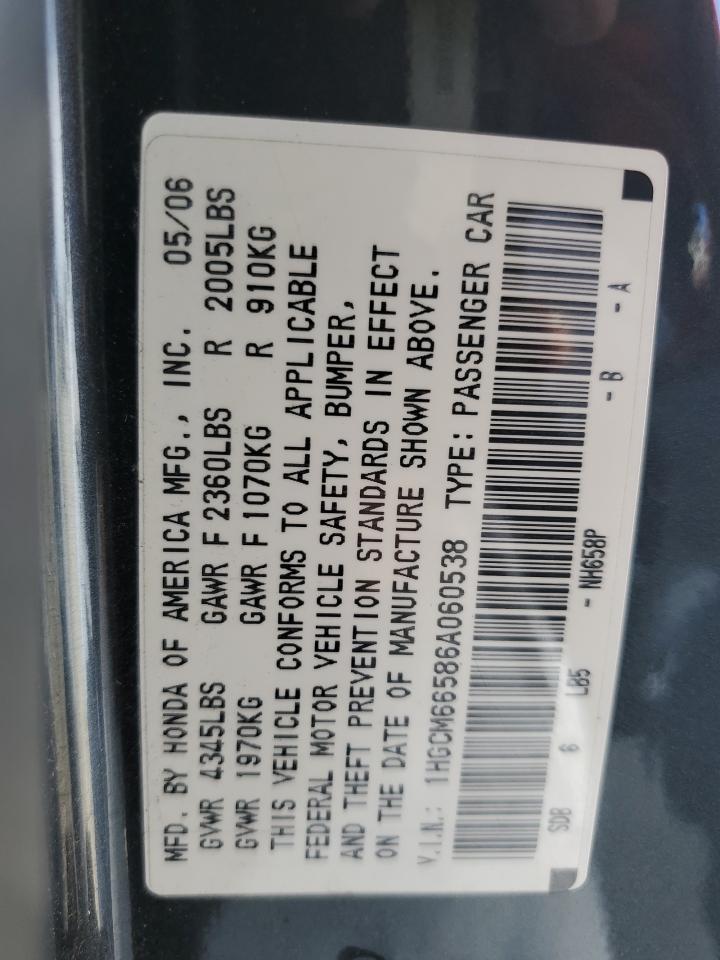 MFD. BY HONDA OF AMERICA MFG., INC. 05/06
GVWR 4345LBS GAWR F 2360LBS R 2005LBS
GVWR 1970KG GAWR F 1070KG R 910KG
THIS VEHICLE CONFORMS TO ALL APPLICABLE
FEDERAL MOTOR VEHICLE SAFETY, BUMPER,
AND THEFT PREVENTION STANDARDS IN EFFECT
ON THE DATE OF MANUFACTURE SHOWN ABOVE.
V.I.N.: 1HGCM66586A060538 TYPE: PASSENGER CAR
SDB 6 L85 - NH658P - B - A